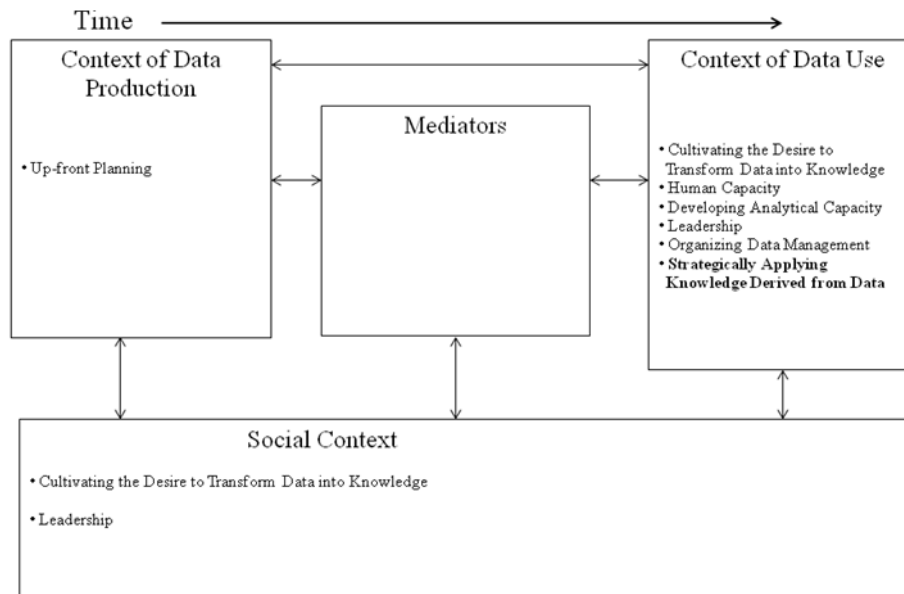 Time
Context of Data
Production
• Up-front Planning
Mediators
Context of Data Use
• Cultivating the Desire to
Transform Data into Knowledge
• Human Capacity
• Developing Analytical Capacity
• Leadership
• Organizing Data Management
• Strategically Applying
Knowledge Derived from Data
Social Context
• Cultivating the Desire to Transform Data into Knowledge
• Leadership